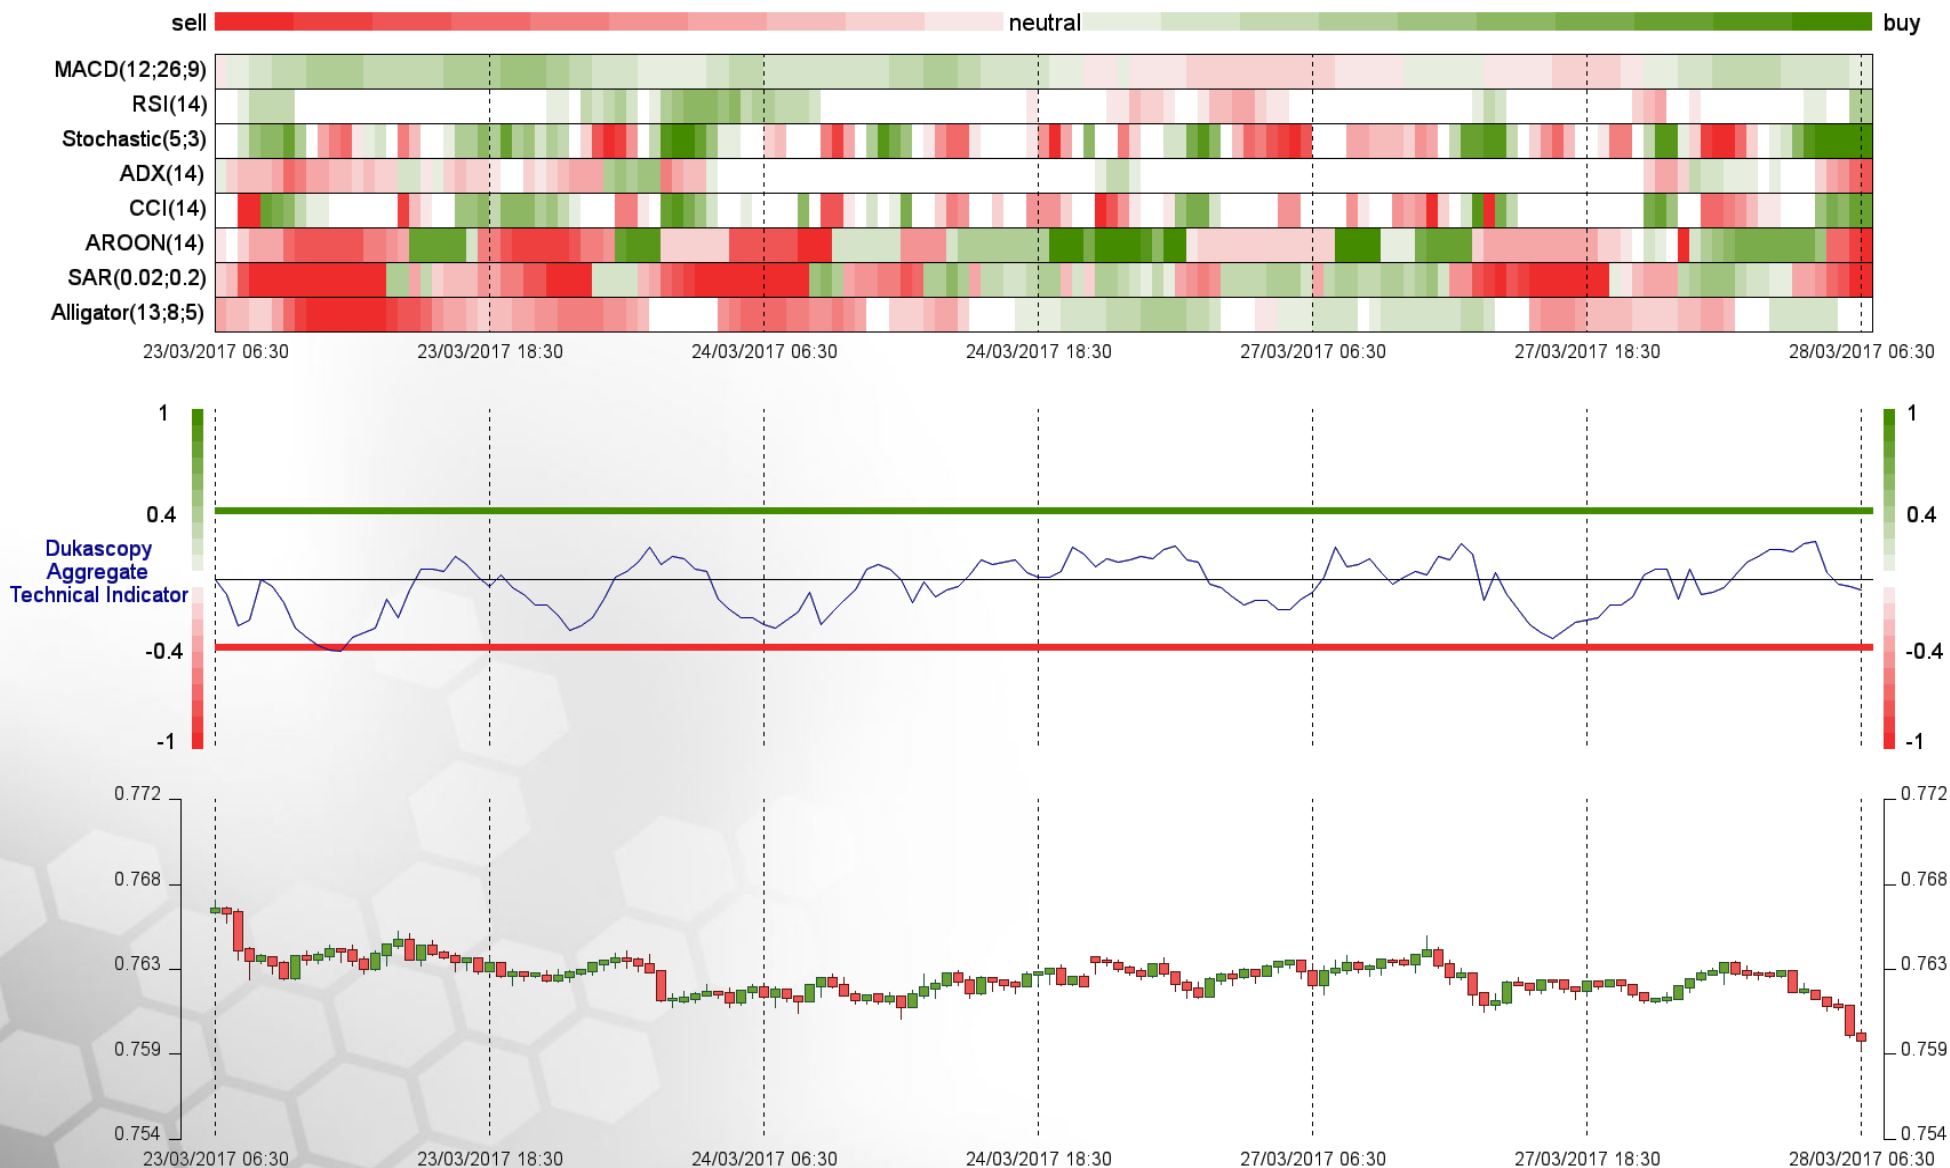 sell neutral buy
MACD(12;26;9)
RSI(14)
Stochastic(5;3)
ADX(14)
CCI(14)
AROON(14)
SAR(0.02;0.2)
Alligator(13;8;5)
23/03/2017 06:30 23/03/2017 18:30 24/03/2017 06:30 24/03/2017 18:30 27/03/2017 06:30 27/03/2017 18:30 28/03/2017 06:30
1 1
0.4 0.4
Dukascopy
Aggregate
Technical Indicator
-0.4 -0.4
-1 -1
0.772 0.772
0.768 0.768
0.763 0.763
0.759 0.759
0.754 0.754
23/03/2017 06:30 23/03/2017 18:30 24/03/2017 06:30 24/03/2017 18:30 27/03/2017 06:30 27/03/2017 18:30 28/03/2017 06:30